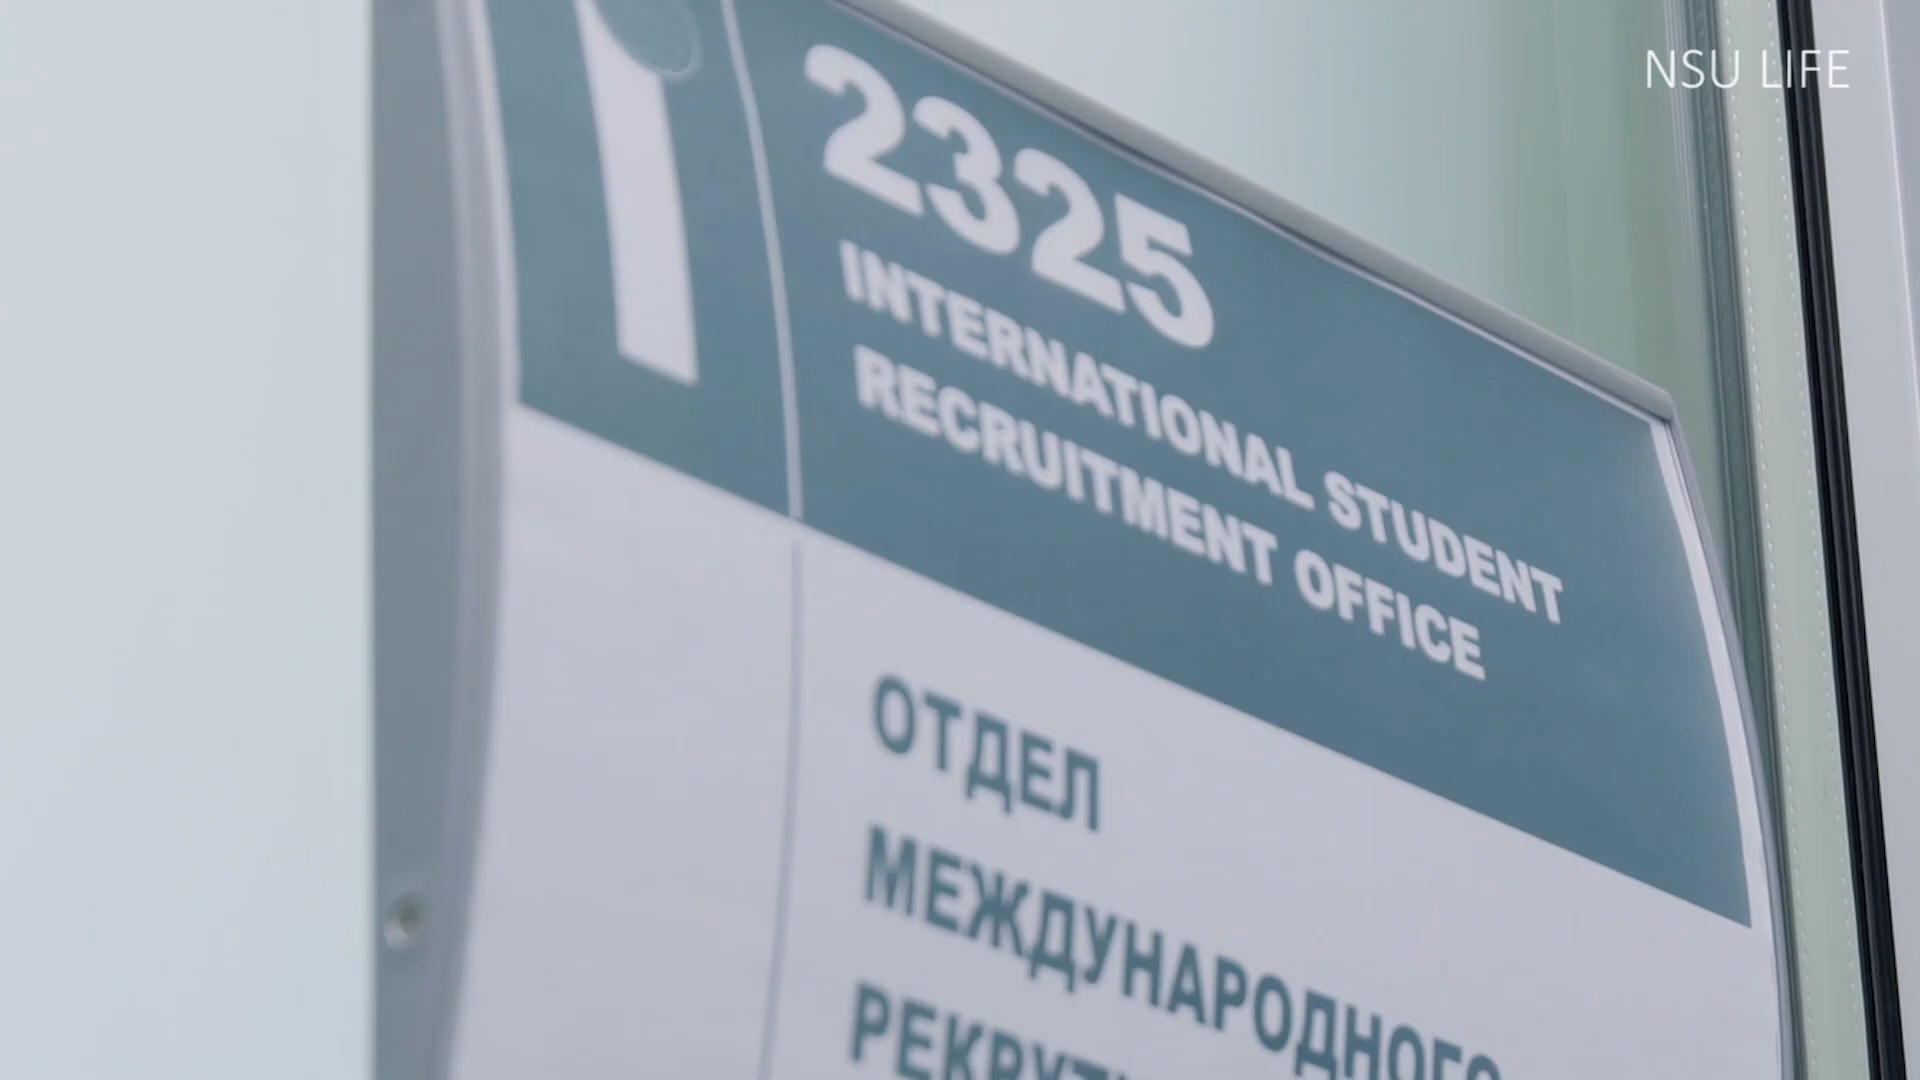 NSU LIFE
2325
INTERNATIONAL STUDENT
RECRUITMENT OFFICE
ОТДЕЛ
МЕЖДУНАРОДНОГО